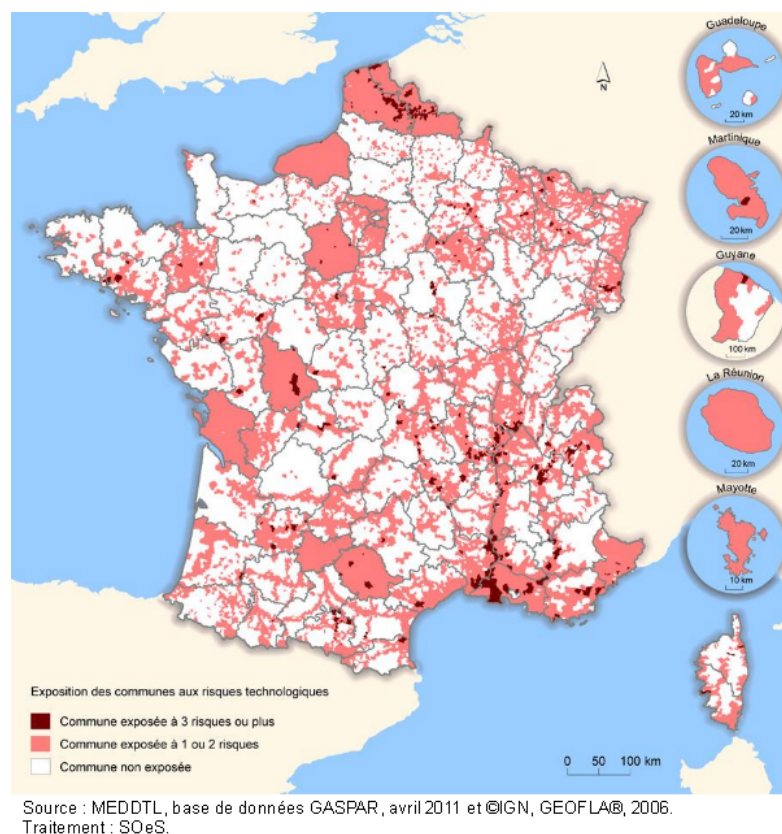 Guadeloupe
20 km
Martinique
20 km
Guyane
100 km
La Réunion
20 km
Mayotte
10 km
N
Exposition des communes aux risques technologiques
Commune exposée à 3 risques ou plus
Commune exposée à 1 ou 2 risques
Commune non exposée
0 50 100 km
Source : MEDDTL, base de données GASPAR, avril 2011 et ©IGN, GEOFLA®, 2006.
Traitement : SOeS.